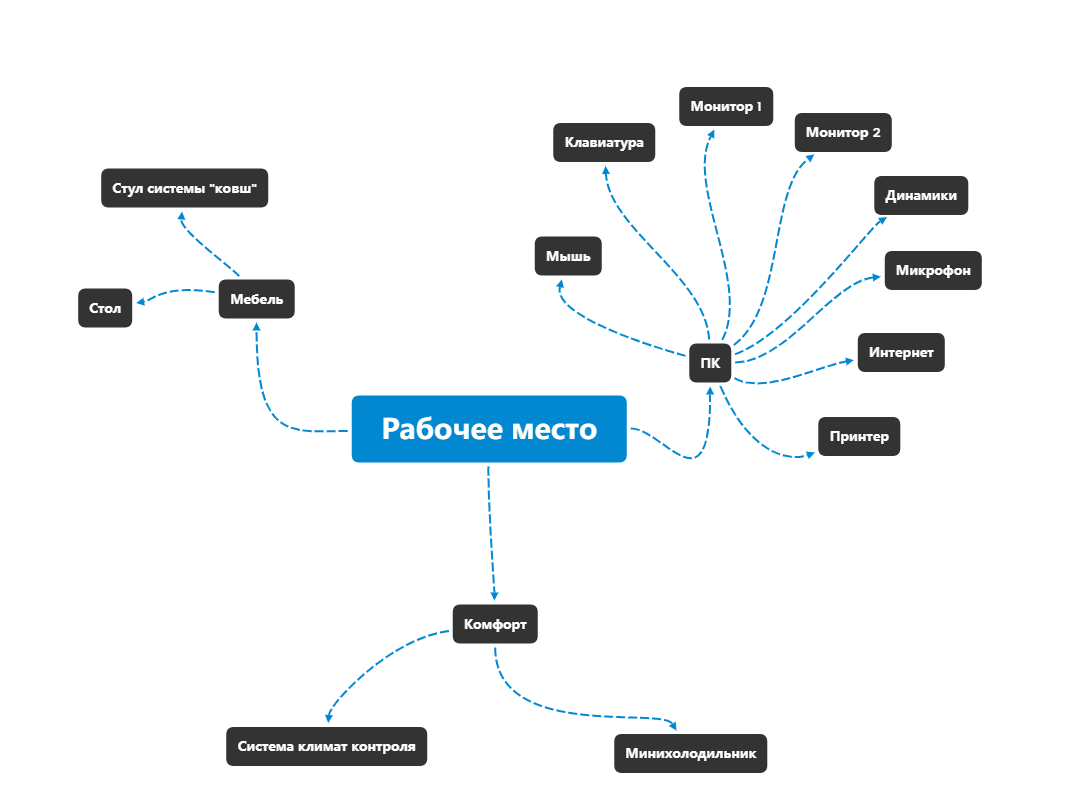 Монитор 1
Монитор 2
Клавиатура
Стул системы "ковш"
Динамики
Мышь
Микрофон
Мебель
Стол
Интернет
ПК
Рабочее место
Принтер
Комфорт
Система климат контроля
Минихолодильник